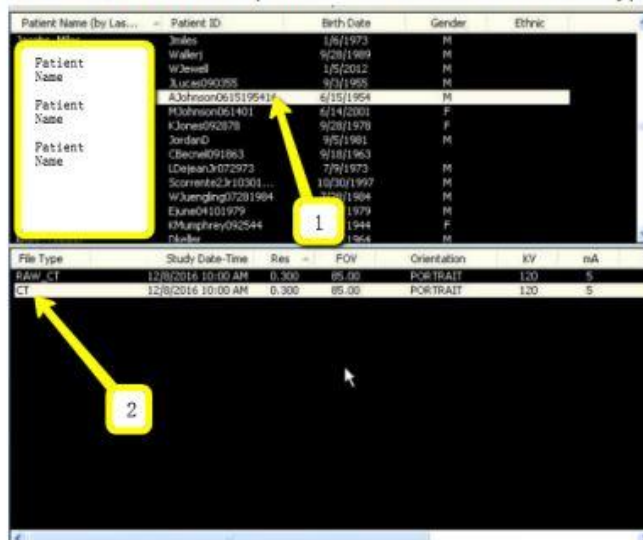 Patient Name (by Las... Patient ID Birth Date Gender Ethnic
Jmiles 1/6/1973 M
Wallerj 9/28/1989 M
WJewell 1/5/2012 M
JLucas090355 9/3/1955 M
AJohnson0615195416 6/15/1954 M
MJohnson061401 6/14/2001 F
KJones092878 9/28/1978 F
JordanD 9/5/1981 M
CBecnel091863 9/18/1963
LDejeanJr072973 7/9/1973 M
Scorrente2Jr10301... 10/30/1997 M
WJuengling07281984 M
Ejune04101979 1979 M
KMumphrey092544 1944 F
Dkeller 1964 M
Patient
Name
Patient
Name
Patient
Name
1
File Type Study Date-Time Res FOV Orientation KV mA
RAW_CT 12/8/2016 10:00 AM 0.300 85.00 PORTRAIT 120 5
CT 12/8/2016 10:00 AM 0.300 85.00 PORTRAIT 120 5
2